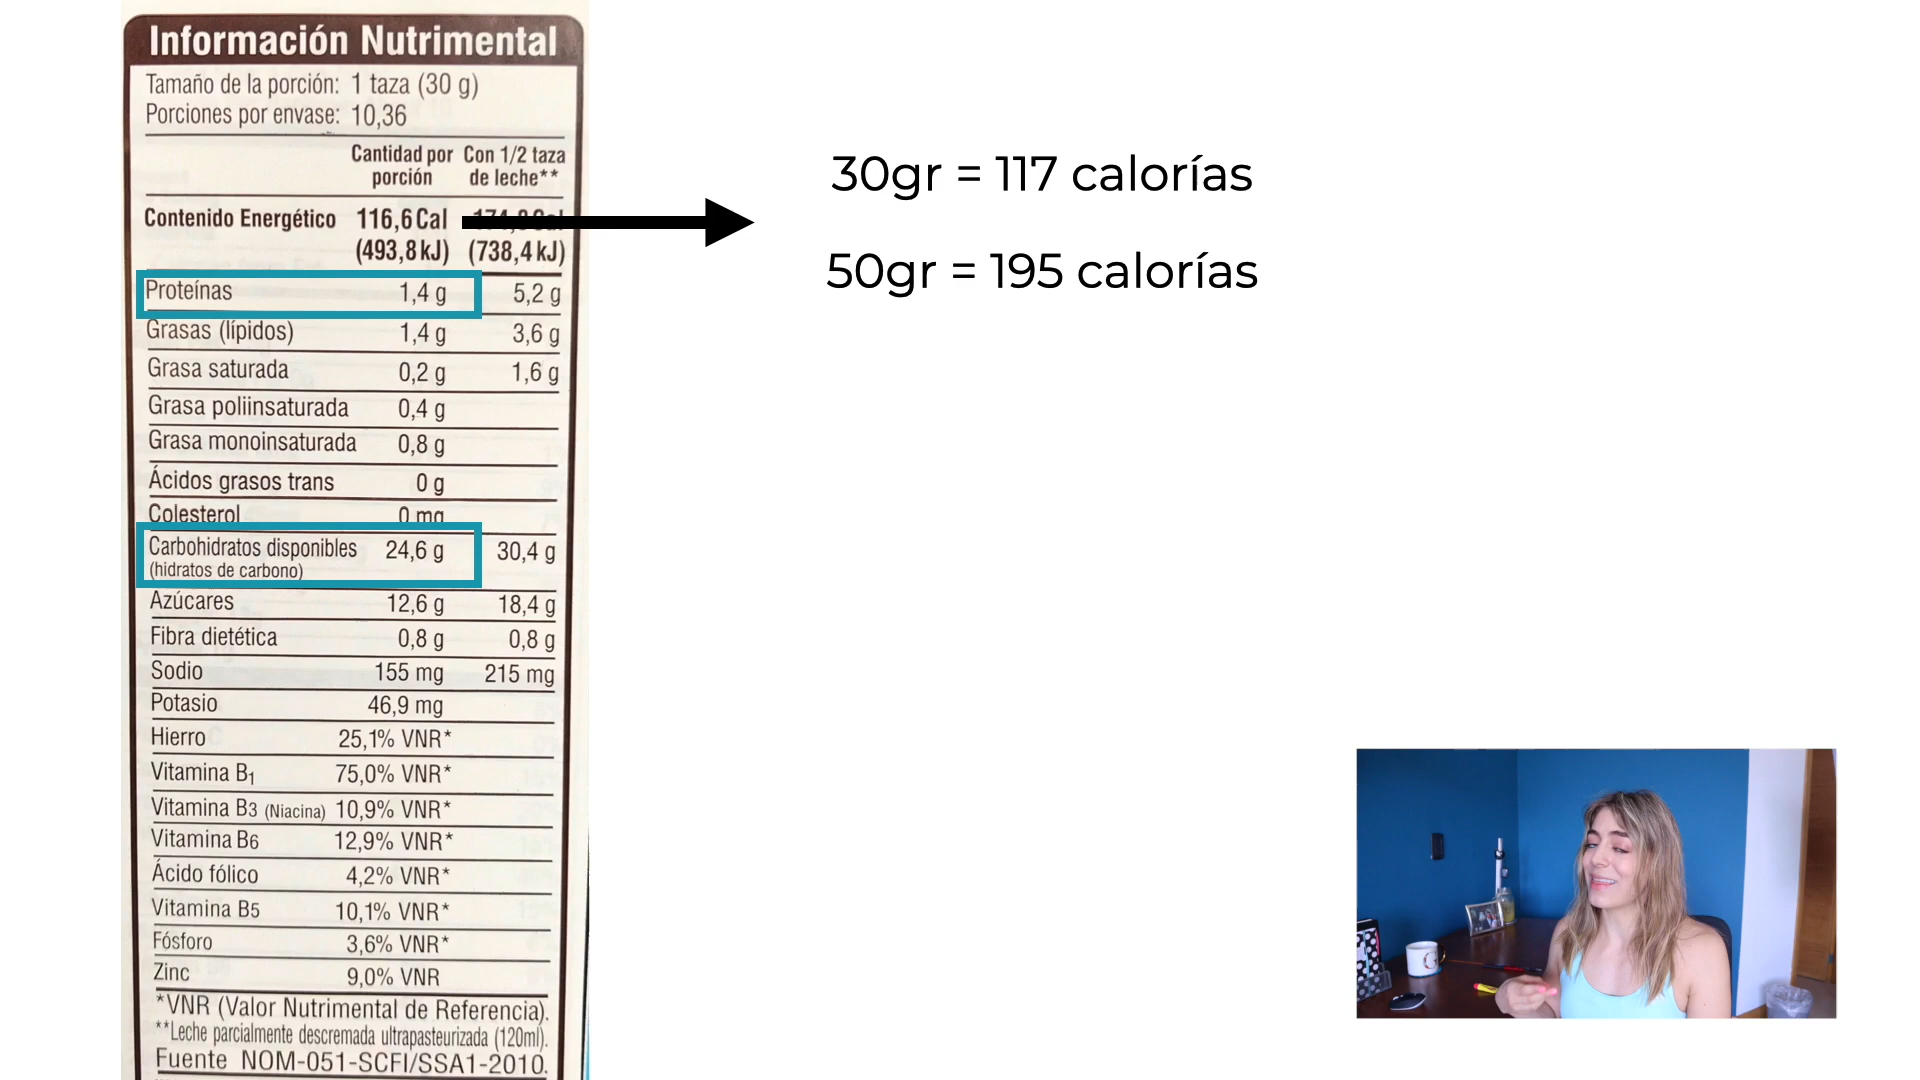 Información Nutrimental
Tamaño de la porción: 1 taza (30 g)
Porciones por envase: 10,36
Cantidad por porción Con 1/2 taza de leche**
Contenido Energético 116,6 Cal
(493,8 kJ) (738,4 kJ)
Proteínas 1,4 g 5,2 g
Grasas (lípidos) 1,4 g 3,6 g
Grasa saturada 0,2 g 1,6 g
Grasa poliinsaturada 0,4 g
Grasa monoinsaturada 0,8 g
Ácidos grasos trans 0 g
Colesterol 0 mg
Carbohidratos disponibles 24,6 g 30,4 g
(hidratos de carbono)
Azúcares 12,6 g 18,4 g
Fibra dietética 0,8 g 0,8 g
Sodio 155 mg 215 mg
Potasio 46,9 mg
Hierro 25,1% VNR*
Vitamina B1 75,0% VNR*
Vitamina B3 (Niacina) 10,9% VNR*
Vitamina B6 12,9% VNR*
Ácido fólico 4,2% VNR*
Vitamina B5 10,1% VNR*
Fósforo 3,6% VNR*
Zinc 9,0% VNR
*VNR (Valor Nutrimental de Referencia).
**Leche parcialmente descremada ultrapasteurizada (120ml).
Fuente NOM-051-SCFI/SSA1-2010.
30gr = 117 calorías
50gr = 195 calorías
G